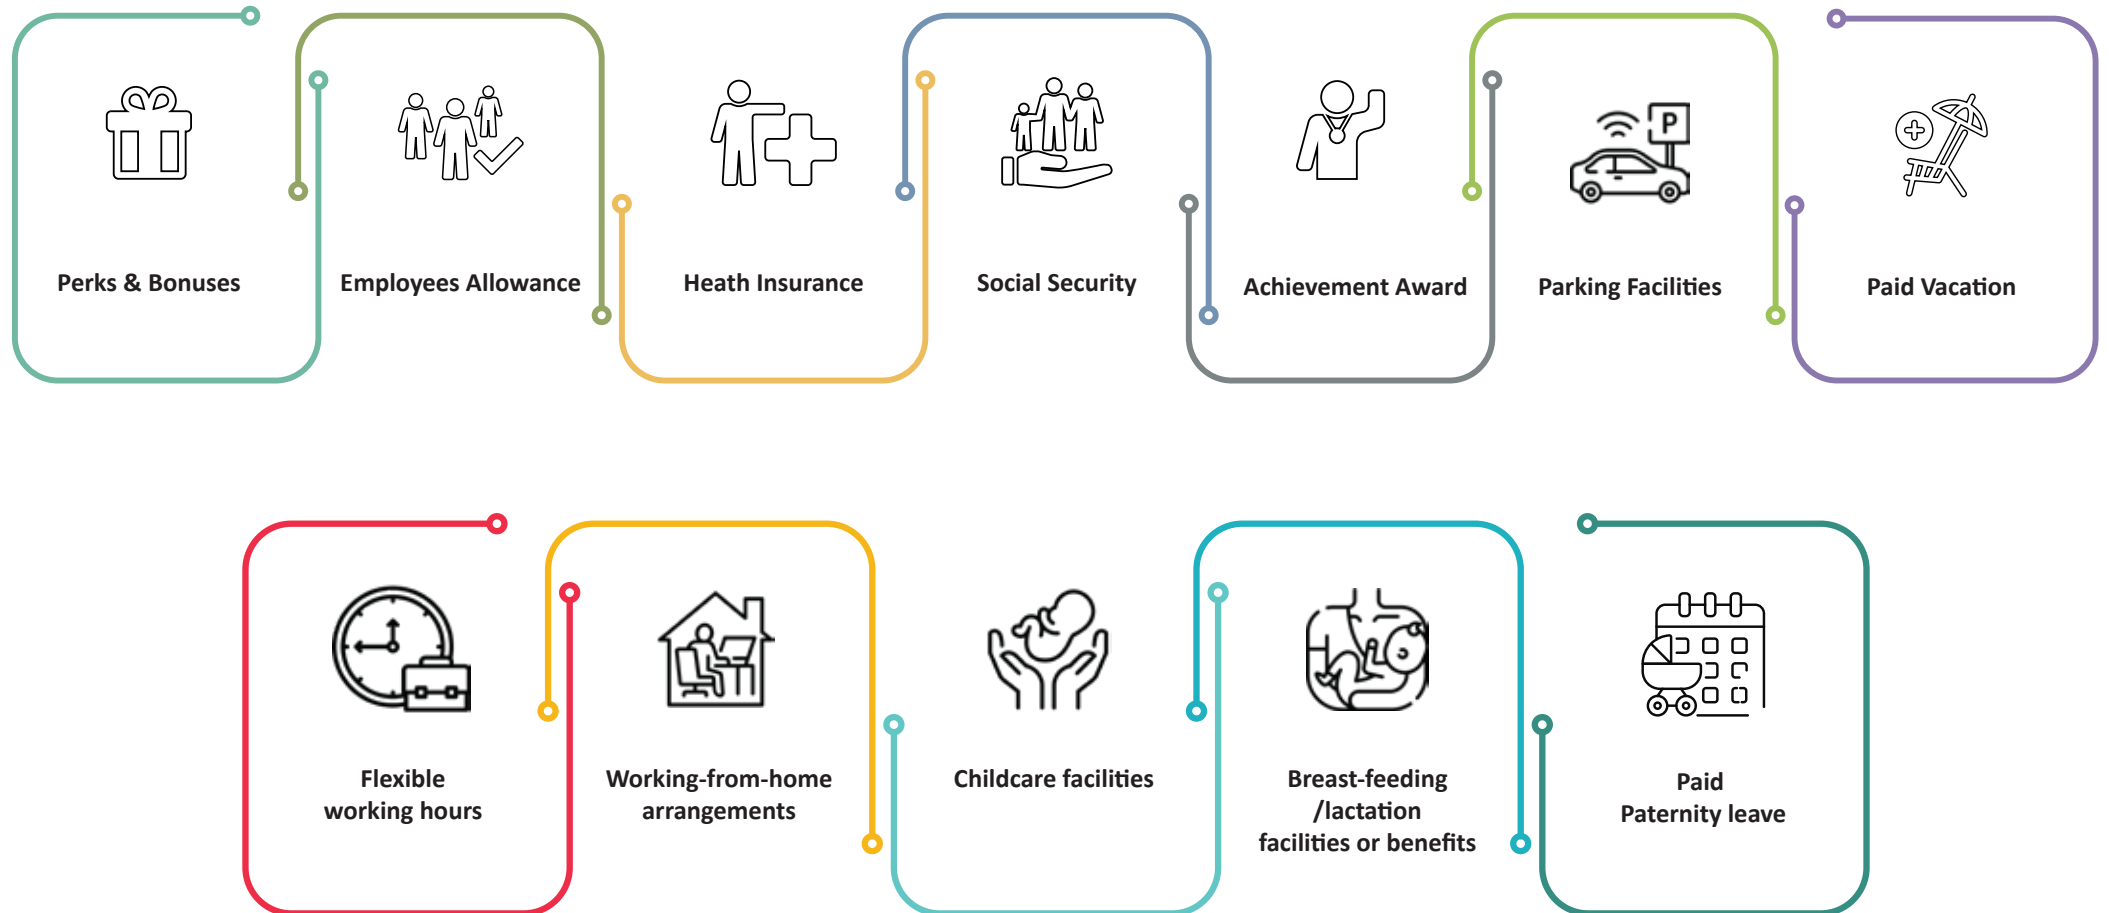 P
Perks & Bonuses
Employees Allowance
Heath Insurance
Social Security
Achievement Award
Parking Facilities
Paid Vacation
Flexible
working hours
Working-from-home
arrangements
Childcare facilities
Breast-feeding
/lactation
facilities or benefits
Paid
Paternity leave